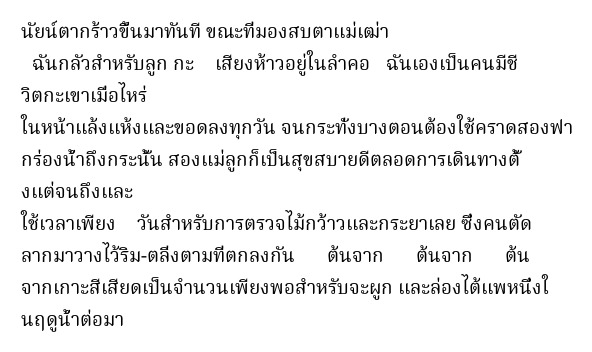 นัยน์ตากร้าวขึ้นมาทันที ขณะที่มองสบตาแม่เฒ่า
ฉันกลัวสำหรับลูก กะ เสียงห้าวอยู่ในลำคอ ฉันเองเป็นคนมีชี
วิตกะเขาเมื่อไหร่
ในหน้าแล้งแห้งและขอดลงทุกวัน จนกระทั่งบางตอนต้องใช้คราดสองฟา
กร่องน้ำถึงกระนั้น สองแม่ลูกก็เป็นสุขสบายดีตลอดการเดินทางตั้
งแต่จนถึงและ
ใช้เวลาเพียง วันสำหรับการตรวจไม้กว้าวและกระยาเลย ซึ่งคนตัด
ลากมาวางไว้ริม-ตลิ่งตามที่ตกลงกัน ต้นจาก ต้นจาก ต้น
จากเกาะสีเสียดเป็นจำนวนเพียงพอสำหรับจะผูก และล่องไต้แพหนึ่งใ
นฤดูน้ำต่อมา